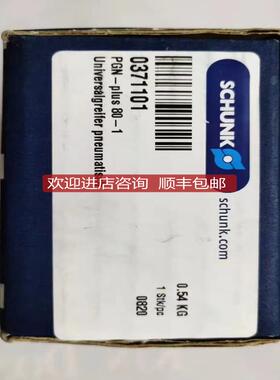 SCHUNK
schunk.com
0371101
PGN-plus 80-1
Universalgreifer pneumatis
0.54 KG
1 Stk/pc
0820
欢迎进店咨询 顺丰包邮